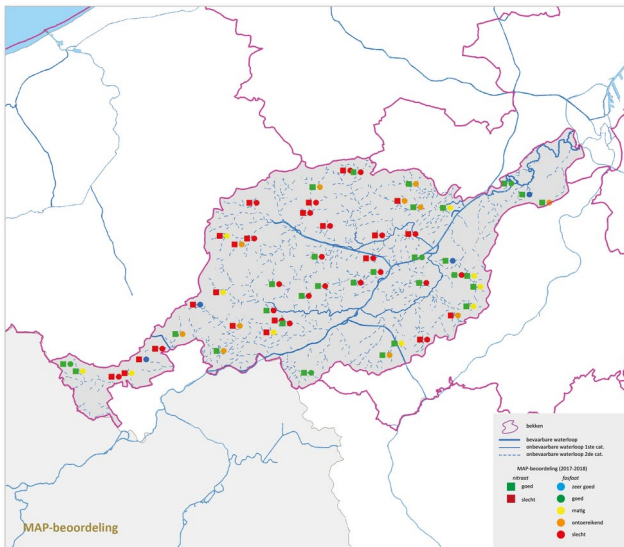 bekken
bevaarbare waterloop
onbevaarbare waterloop 1ste cat.
onbevaarbare waterloop 2de cat.
MAP-beoordeling (2017-2018)
nitraat fosfaat
goed zeer goed
slecht goed
matig
ontoereikend
slecht
MAP-beoordeling